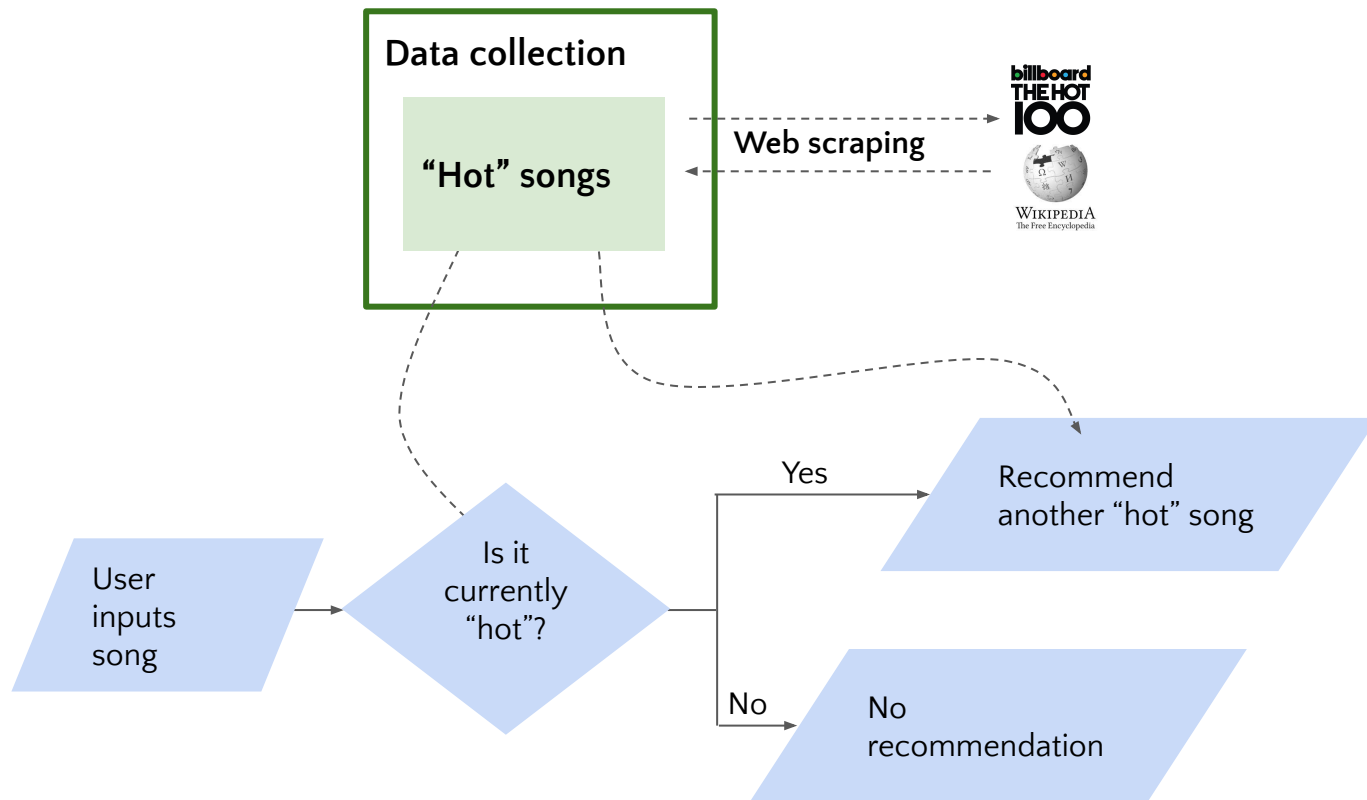 Data collection
“Hot” songs
Web scraping
billboard
THE HOT
100
WIKIPEDIA
The Free Encyclopedia
User
inputs
song
Is it
currently
“hot”?
Yes
Recommend
another “hot” song
No
No
recommendation